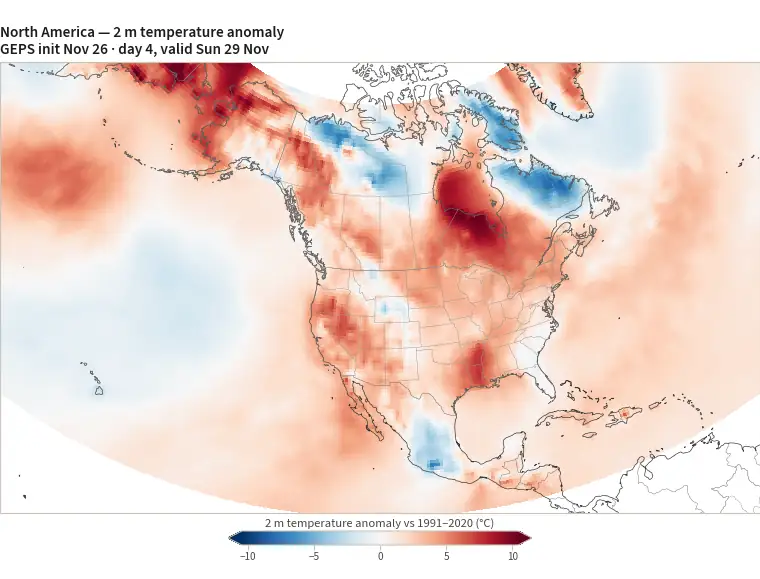 North America — 2 m temperature anomaly
GEPS init Nov 26 · day 4, valid Sun 29 Nov
2 m temperature anomaly vs 1991–2020 (°C)
−10 −5 0 5 10